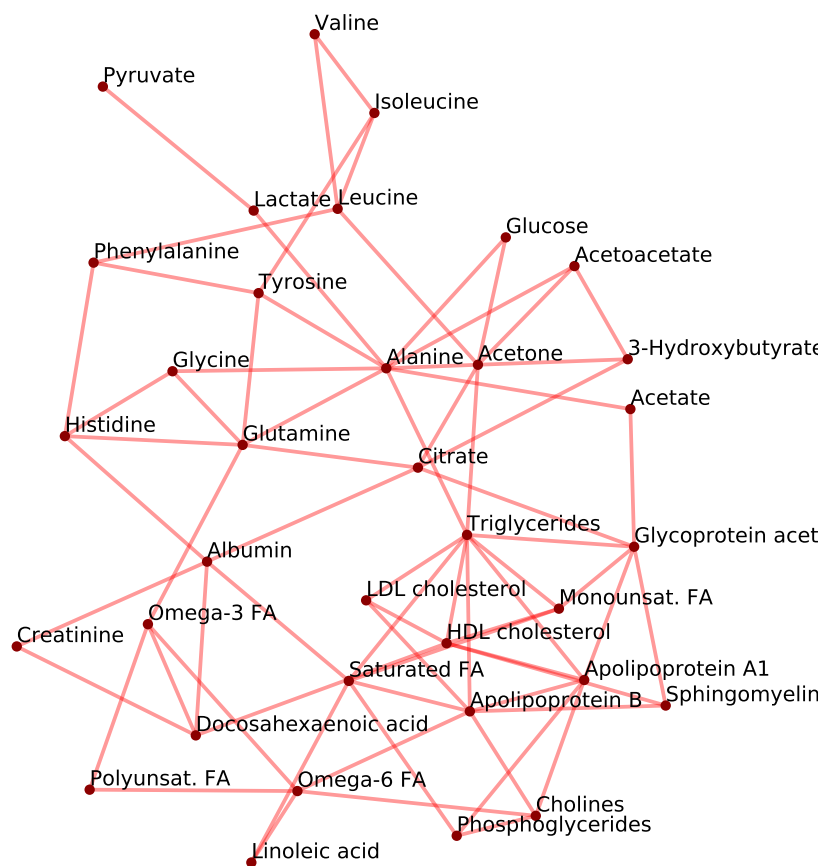 Valine
Pyruvate
Isoleucine
Lactate
Leucine
Glucose
Phenylalanine
Acetoacetate
Tyrosine
3-Hydroxybutyrate
Glycine
Alanine
Acetone
Acetate
Histidine
Glutamine
Citrate
Triglycerides
Glycoprotein acet
Albumin
LDL cholesterol
Monounsat. FA
Omega-3 FA
Creatinine
HDL cholesterol
Saturated FA
Apolipoprotein A1
Apolipoprotein B
Sphingomyelin
Docosahexaenoic acid
Polyunsat. FA
Omega-6 FA
Cholines
Phosphoglycerides
Linoleic acid